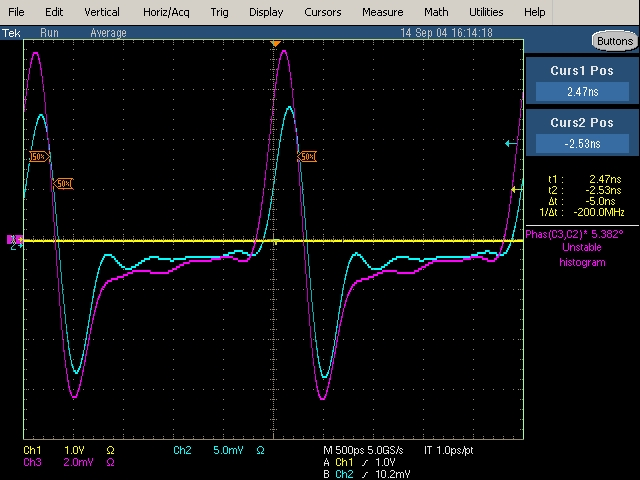 File Edit Vertical Horiz/Acq Trig Display Cursors Measure Math Utilities Help
Tek Run Average 14 Sep 04 16:14:18
Buttons
Curs1 Pos
2.47ns
Curs2 Pos
-2.53ns
t1 : 2.47ns
t2 : -2.53ns
Δt : -5.0ns
1/Δt : -200.0MHz
Phas(C3,C2)* 5.382°
Unstable
histogram
50% 50%
50%
Ch1 1.0V Ω Ch2 5.0mV Ω M 500ps 5.0GS/s IT 1.0ps/pt
Ch3 2.0mV Ω A Ch1 ∫ 1.0V
B Ch2 ∫ 10.2mV